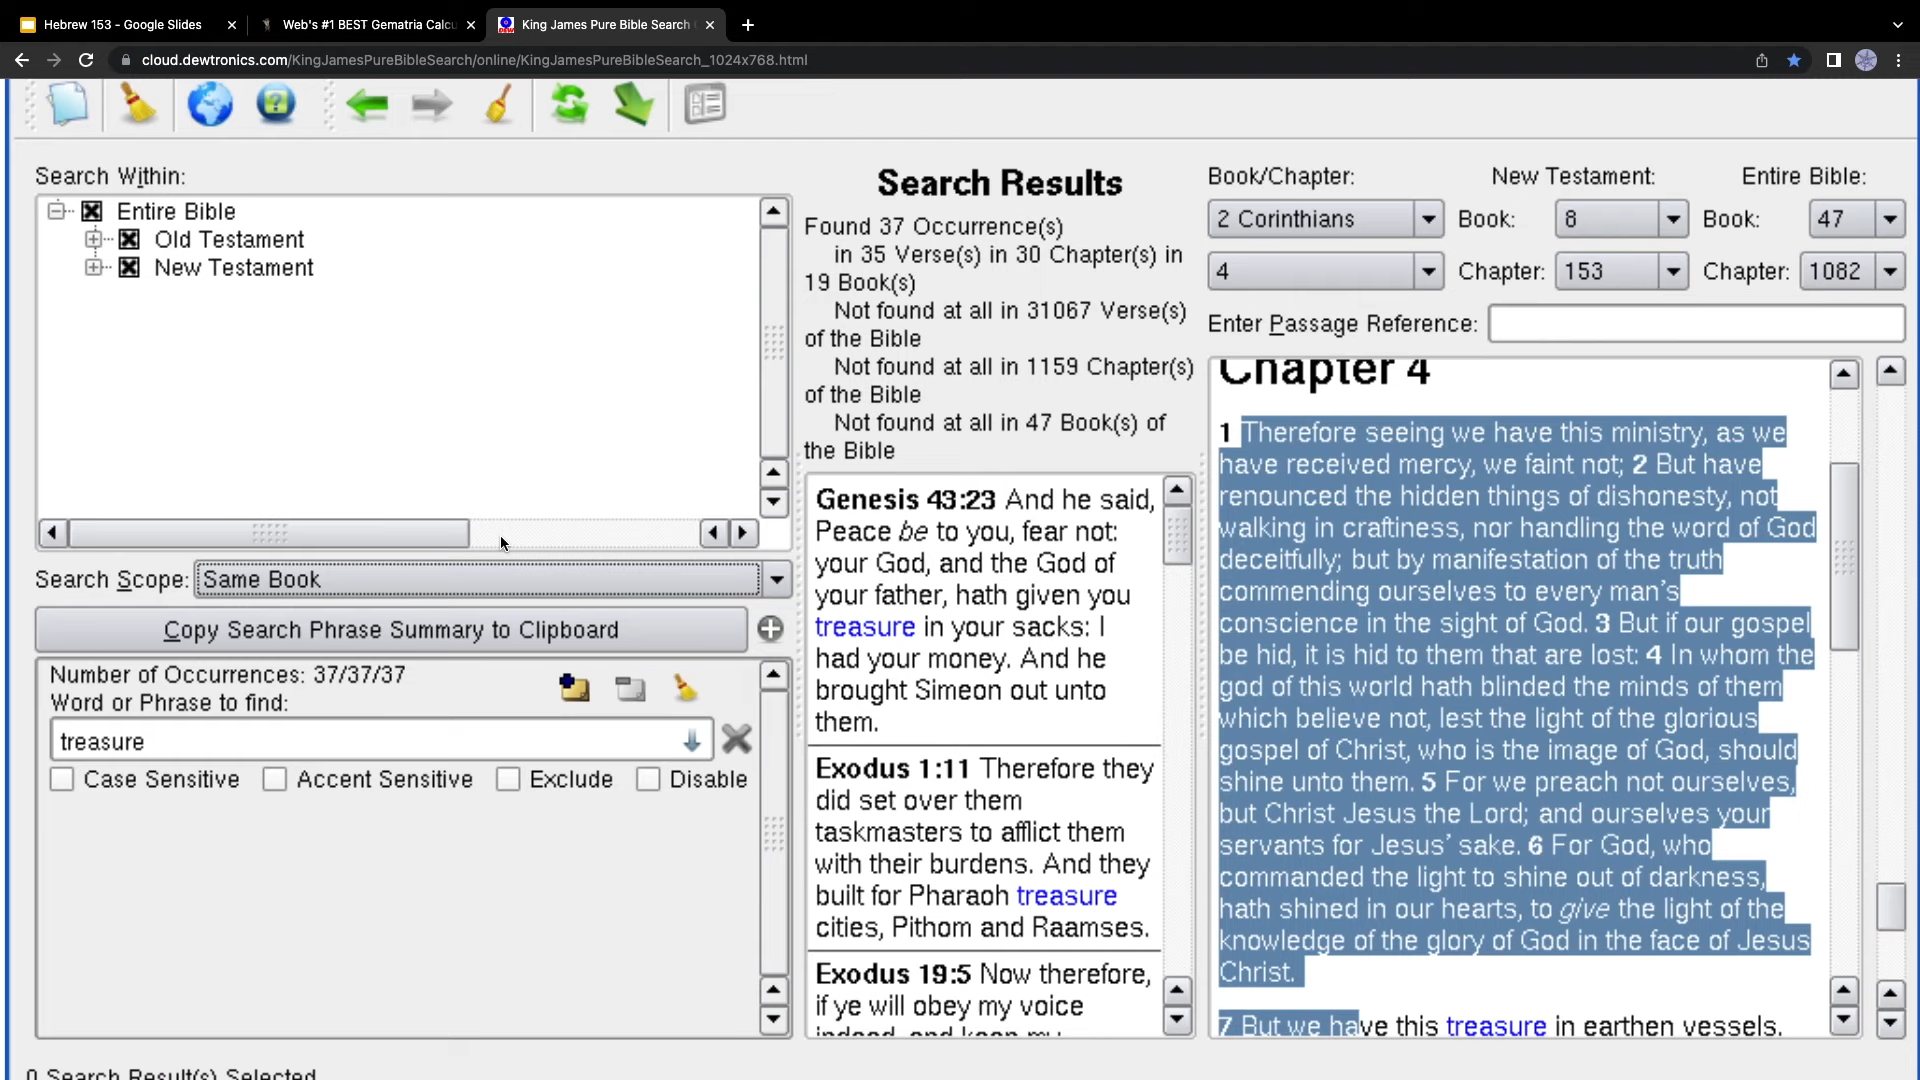 Hebrew 153 - Google Slides
Web's #1 BEST Gematria Calcu
King James Pure Bible Search
cloud.dewtronics.com/KingJamesPureBibleSearch/online/KingJamesPureBibleSearch_1024x768.html
Search Within:
Entire Bible
Old Testament
New Testament
Search Scope: Same Book
Copy Search Phrase Summary to Clipboard
Number of Occurrences: 37/37/37
Word or Phrase to find:
treasure
Case Sensitive Accent Sensitive Exclude Disable
0 Search Result(s) Selected
Search Results
Found 37 Occurrence(s)
in 35 Verse(s) in 30 Chapter(s) in
19 Book(s)
Not found at all in 31067 Verse(s)
of the Bible
Not found at all in 1159 Chapter(s)
of the Bible
Not found at all in 47 Book(s) of
the Bible
Genesis 43:23 And he said,
Peace be to you, fear not:
your God, and the God of
your father, hath given you
treasure in your sacks: I
had your money. And he
brought Simeon out unto
them.
Exodus 1:11 Therefore they
did set over them
taskmasters to afflict them
with their burdens. And they
built for Pharaoh treasure
cities, Pithom and Raamses.
Exodus 19:5 Now therefore,
if ye will obey my voice
indeed, and keep my
Book/Chapter: New Testament: Entire Bible:
2 Corinthians Book: 8 Book: 47
4 Chapter: 153 Chapter: 1082
Enter Passage Reference:
Chapter 4
1 Therefore seeing we have this ministry, as we
have received mercy, we faint not; 2 But have
renounced the hidden things of dishonesty, not
walking in craftiness, nor handling the word of God
deceitfully; but by manifestation of the truth
commending ourselves to every man's
conscience in the sight of God. 3 But if our gospel
be hid, it is hid to them that are lost: 4 In whom the
god of this world hath blinded the minds of them
which believe not, lest the light of the glorious
gospel of Christ, who is the image of God, should
shine unto them. 5 For we preach not ourselves,
but Christ Jesus the Lord; and ourselves your
servants for Jesus' sake. 6 For God, who
commanded the light to shine out of darkness,
hath shined in our hearts, to give the light of the
knowledge of the glory of God in the face of Jesus
Christ.
7 But we have this treasure in earthen vessels,